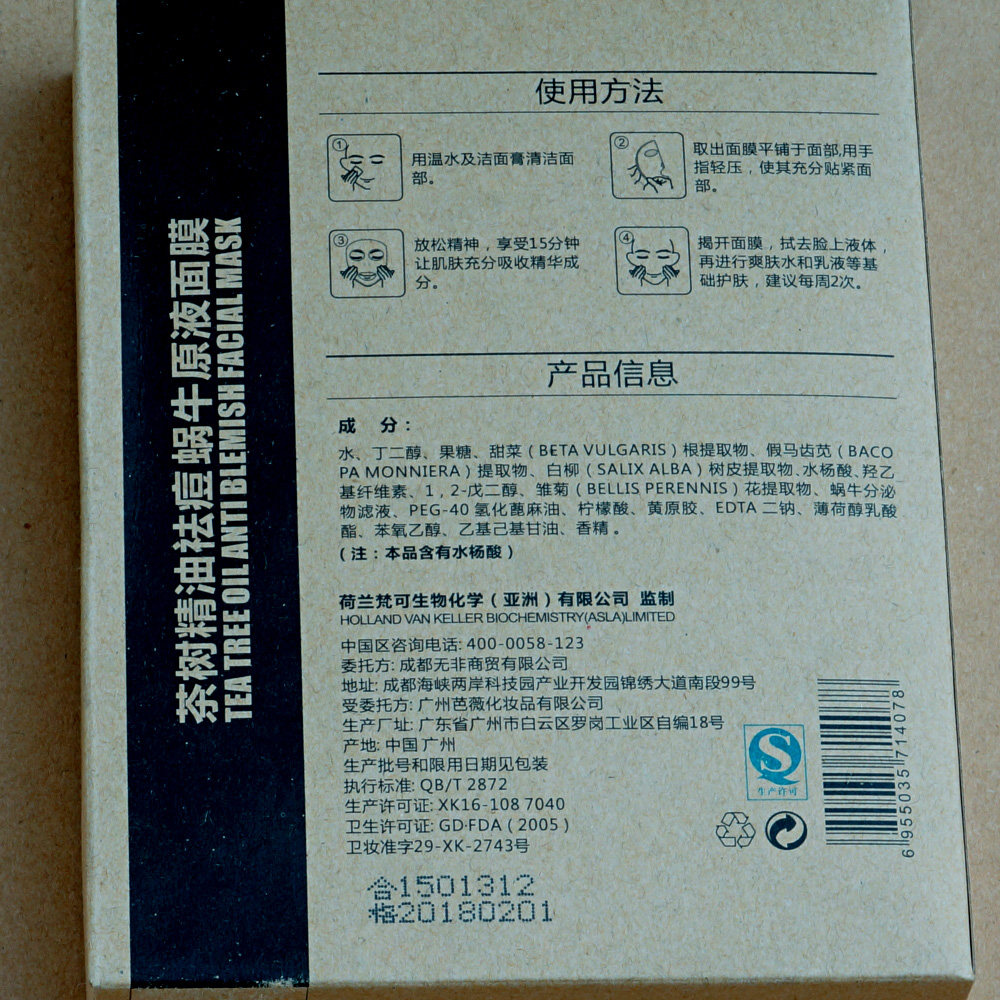 茶树精油祛痘蜗牛原液面膜
TEA TREE OIL ANTI BLEMISH FACIAL MASK
使用方法
①
用温水及洁面膏清洁面
部。
②
取出面膜平铺于面部,用手
指轻压，使其充分贴紧面
部。
③
放松精神，享受15分钟
让肌肤充分吸收精华成
分。
④
揭开面膜，拭去脸上液体，
再进行爽肤水和乳液等基
础护肤，建议每周2次。
产品信息
成 分：
水、丁二醇、果糖、甜菜（BETA VULGARIS）根提取物、假马齿苋（BACO
PA MONNIERA）提取物、白柳（SALIX ALBA）树皮提取物、水杨酸、羟乙
基纤维素、1，2-戊二醇、雏菊（BELLIS PERENNIS）花提取物、蜗牛分泌
物滤液、PEG-40 氢化蓖麻油、柠檬酸、黄原胶、EDTA 二钠、薄荷醇乳酸
酯、苯氧乙醇、乙基己基甘油、香精。
（注：本品含有水杨酸）
荷兰梵可生物化学（亚洲）有限公司 监制
HOLLAND VAN KELLER BIOCHEMISTRY(ASLA)LIMITED
中国区咨询电话: 400-0058-123
委托方: 成都无非商贸有限公司
地址: 成都海峡两岸科技园产业开发园锦绣大道南段99号
受委托方: 广州芭薇化妆品有限公司
生产厂址: 广东省广州市白云区罗岗工业区自编18号
产地: 中国 广州
生产批号和限用日期见包装
执行标准: QB/T 2872
生产许可证: XK16-108 7040
卫生许可证: GD·FDA（2005）
卫妆准字29-XK-2743号
生产许可
6 955035 714078
合1501312
格20180201